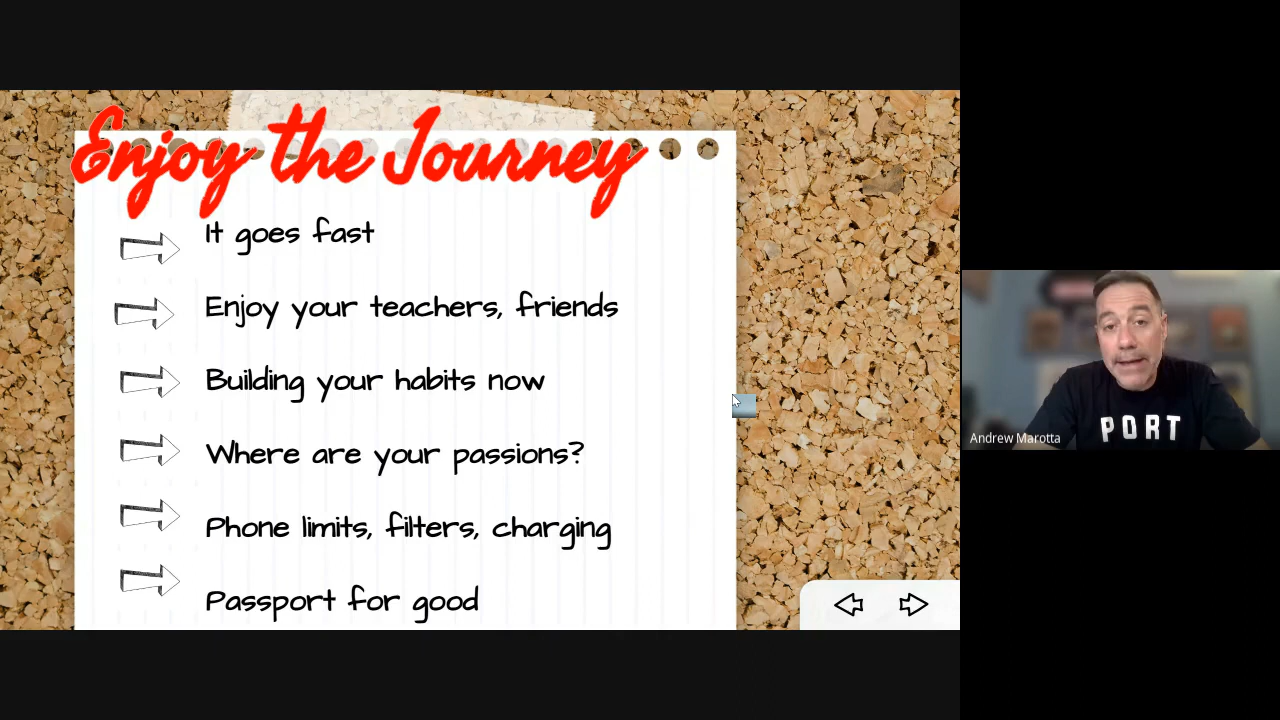 Enjoy the Journey
It goes fast
Enjoy your teachers, friends
Building your habits now
Where are your passions?
Phone limits, filters, charging
Passport for good
PORT
Andrew Marotta